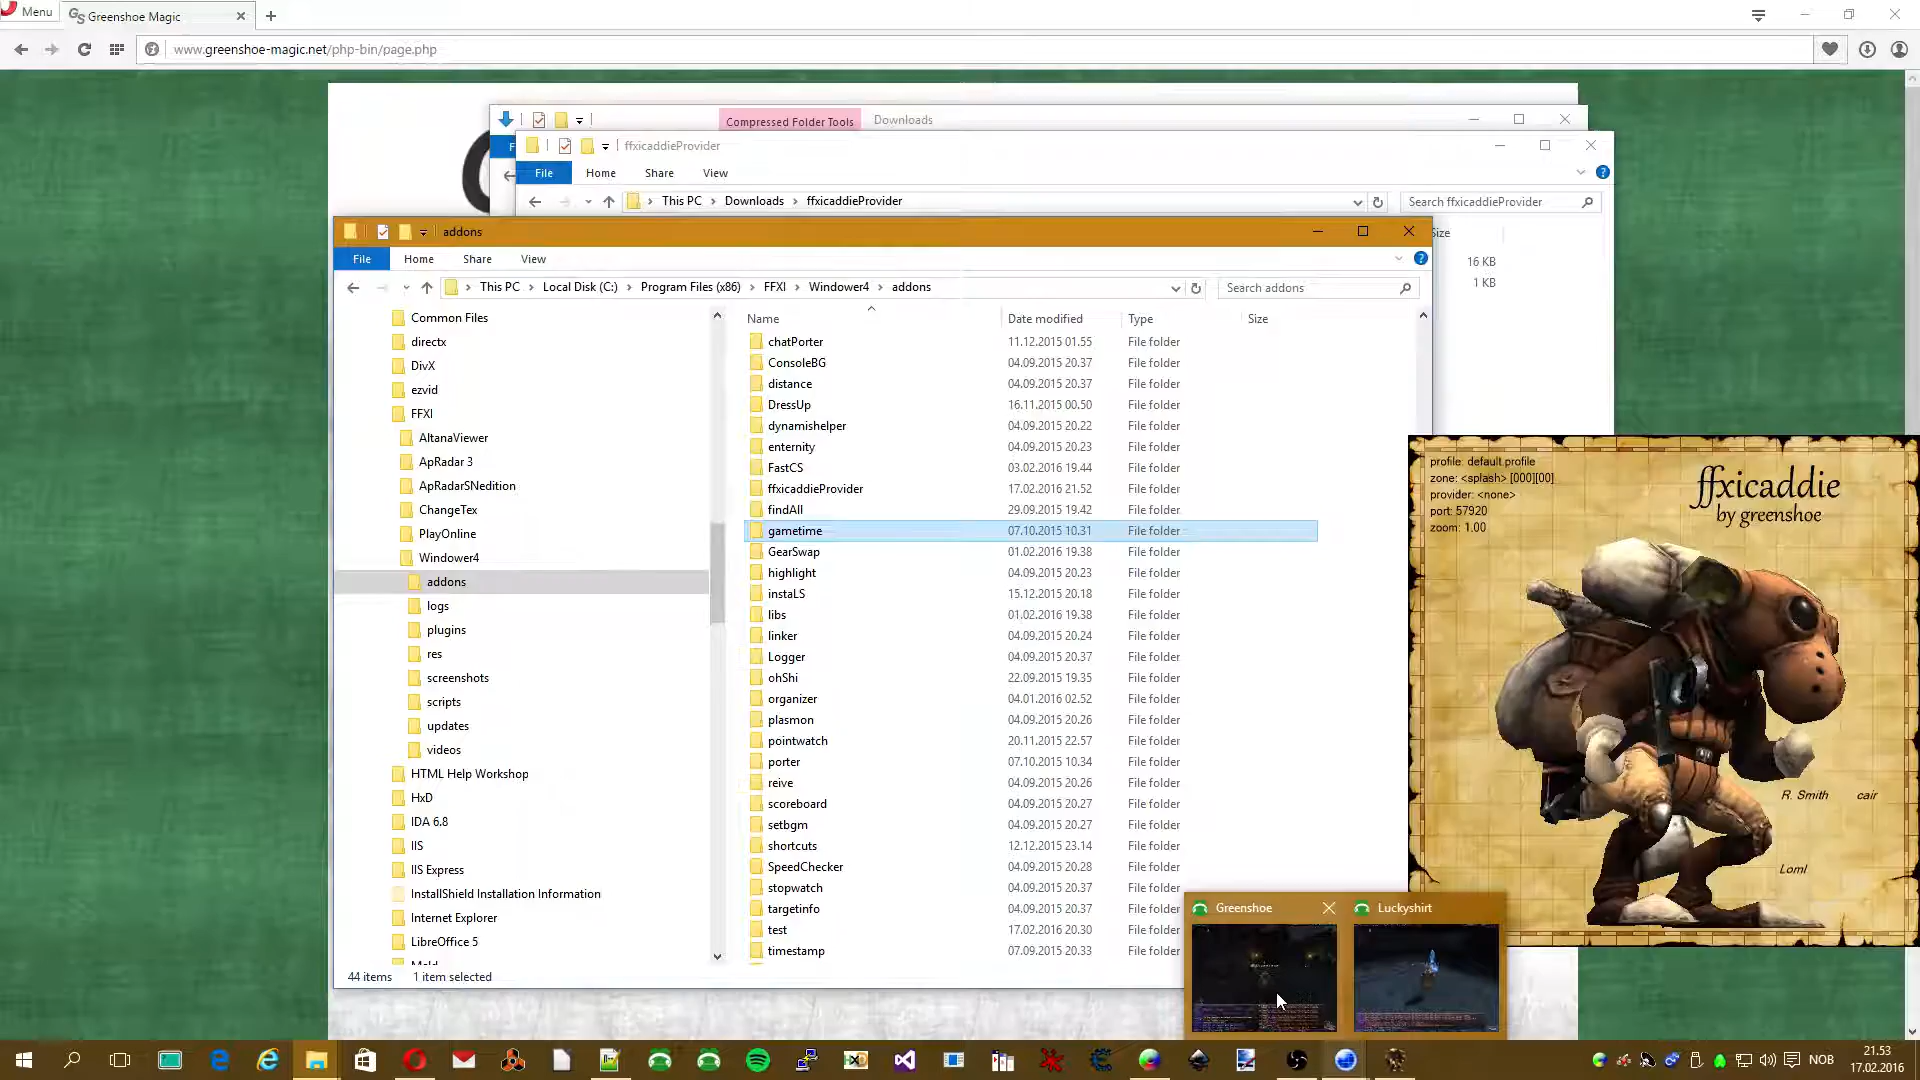 Menu
Greenshoe Magic
www.greenshoe-magic.net/php-bin/page.php
Compressed Folder Tools
Downloads
F
ffxicaddieProvider
File
Home
Share
View
This PC
Downloads
ffxicaddieProvider
Search ffxicaddieProvider
Size
16 KB
1 KB
addons
File
Home
Share
View
This PC
Local Disk (C:)
Program Files (x86)
FFXI
Windower4
addons
Search addons
Common Files
directx
DivX
ezvid
FFXI
AltanaViewer
ApRadar 3
ApRadarSNedition
ChangeTex
PlayOnline
Windower4
addons
logs
plugins
res
screenshots
scripts
updates
videos
HTML Help Workshop
HxD
IDA 6.8
IIS
IIS Express
InstallShield Installation Information
Internet Explorer
LibreOffice 5
Name Date modified Type Size
chatPorter 11.12.2015 01.55 File folder
ConsoleBG 04.09.2015 20.37 File folder
distance 04.09.2015 20.37 File folder
DressUp 16.11.2015 00.50 File folder
dynamishelper 04.09.2015 20.22 File folder
enternity 04.09.2015 20.23 File folder
FastCS 03.02.2016 19.44 File folder
ffxicaddieProvider 17.02.2016 21.52 File folder
findAll 29.09.2015 19.42 File folder
gametime 07.10.2015 10.31 File folder
GearSwap 01.02.2016 19.38 File folder
highlight 04.09.2015 20.23 File folder
instaLS 15.12.2015 20.18 File folder
libs 01.02.2016 19.38 File folder
linker 04.09.2015 20.24 File folder
Logger 04.09.2015 20.37 File folder
ohShi 22.09.2015 19.35 File folder
organizer 04.01.2016 02.52 File folder
plasmon 04.09.2015 20.26 File folder
pointwatch 20.11.2015 22.57 File folder
porter 07.10.2015 10.34 File folder
reive 04.09.2015 20.26 File folder
scoreboard 04.09.2015 20.27 File folder
setbgm 04.09.2015 20.27 File folder
shortcuts 12.12.2015 23.14 File folder
SpeedChecker 04.09.2015 20.28 File folder
stopwatch 04.09.2015 20.37 File folder
targetinfo 04.09.2015 20.37 File folder
test 17.02.2016 20.30 File folder
timestamp 07.09.2015 20.33 File folder
44 items 1 item selected
profile: default profile
zone: <splash> [000][00]
provider: <none>
port: 57920
zoom: 1.00
ffxicaddie
by greenshoe
R. Smith cair
Loml
Greenshoe
Luckyshirt
NOB
21.53
17.02.2016